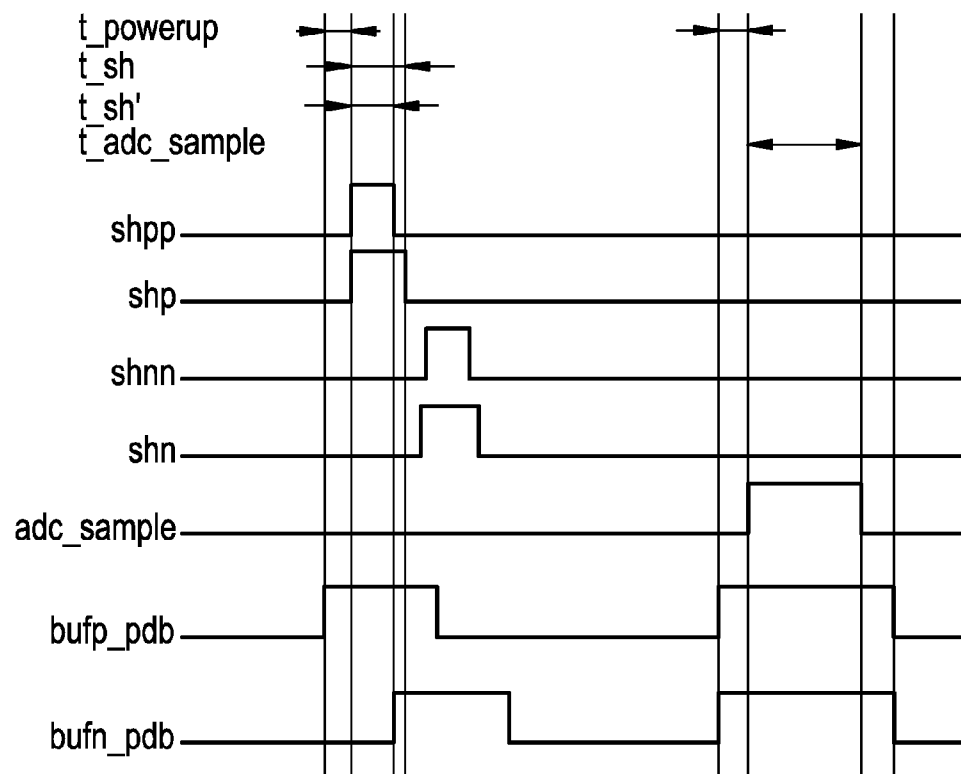 t_powerup
t_sh
t_sh'
t_adc_sample
shpp
shp
shnn
shn
adc_sample
bufp_pdb
bufn_pdb